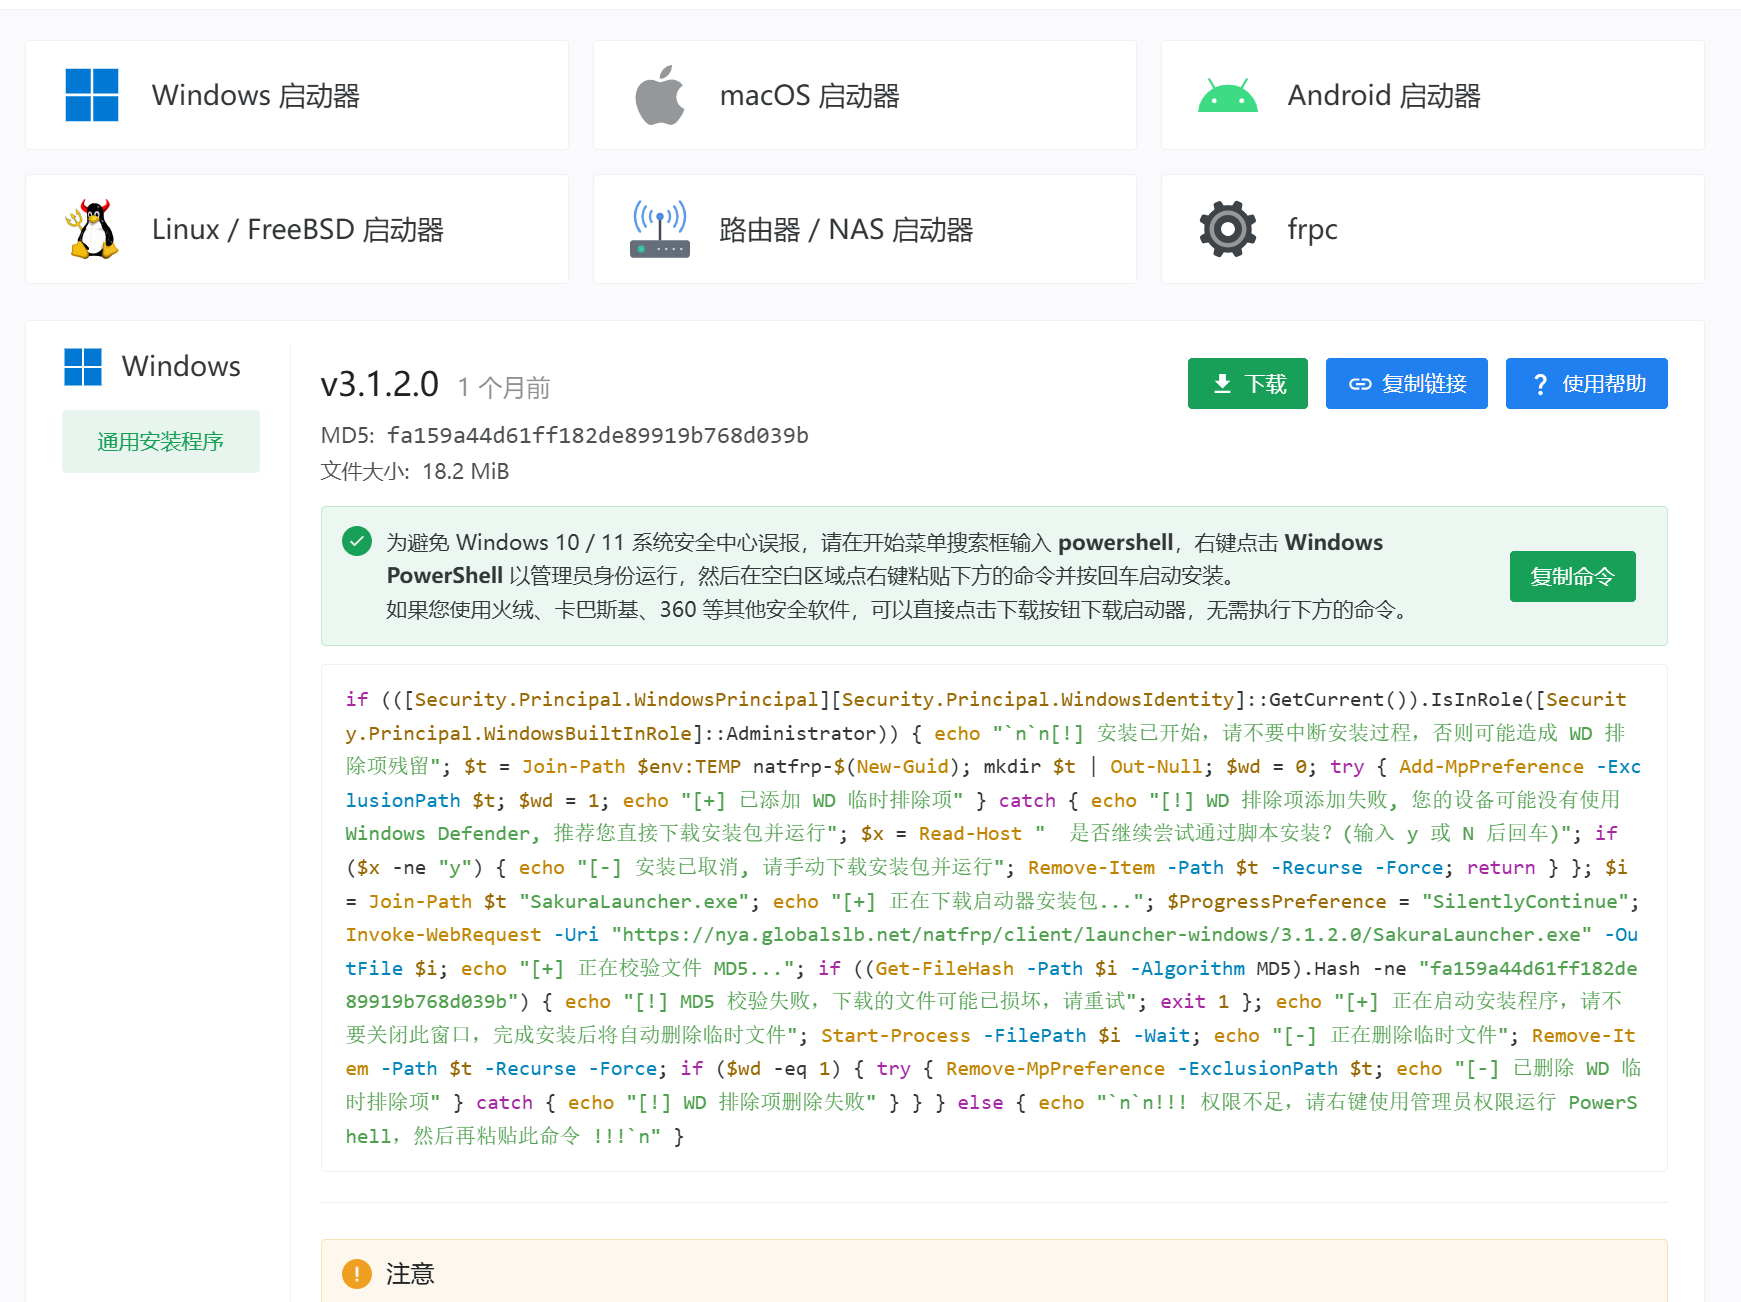 Windows 启动器
macOS 启动器
Android 启动器
Linux / FreeBSD 启动器
路由器 / NAS 启动器
frpc
Windows
通用安装程序
v3.1.2.0 1 个月前
下载
复制链接
? 使用帮助
MD5: fa159a44d61ff182de89919b768d039b
文件大小: 18.2 MiB
为避免 Windows 10 / 11 系统安全中心误报，请在开始菜单搜索框输入 powershell，右键点击 Windows
PowerShell 以管理员身份运行，然后在空白区域点右键粘贴下方的命令并按回车启动安装。
如果您使用火绒、卡巴斯基、360 等其他安全软件，可以直接点击下载按钮下载启动器，无需执行下方的命令。
复制命令
if (([Security.Principal.WindowsPrincipal][Security.Principal.WindowsIdentity]::GetCurrent()).IsInRole([Securit
y.Principal.WindowsBuiltInRole]::Administrator)) { echo "`n`n[!] 安装已开始，请不要中断安装过程，否则可能造成 WD 排
除项残留"; $t = Join-Path $env:TEMP natfrp-$(New-Guid); mkdir $t | Out-Null; $wd = 0; try { Add-MpPreference -Exc
lusionPath $t; $wd = 1; echo "[+] 已添加 WD 临时排除项" } catch { echo "[!] WD 排除项添加失败, 您的设备可能没有使用
Windows Defender, 推荐您直接下载安装包并运行"; $x = Read-Host "  是否继续尝试通过脚本安装? (输入 y 或 N 后回车)"; if
($x -ne "y") { echo "[-] 安装已取消, 请手动下载安装包并运行"; Remove-Item -Path $t -Recurse -Force; return } }; $i
= Join-Path $t "SakuraLauncher.exe"; echo "[+] 正在下载启动器安装包..."; $ProgressPreference = "SilentlyContinue";
Invoke-WebRequest -Uri "https://nya.globalslb.net/natfrp/client/launcher-windows/3.1.2.0/SakuraLauncher.exe" -Ou
tFile $i; echo "[+] 正在校验文件 MD5..."; if ((Get-FileHash -Path $i -Algorithm MD5).Hash -ne "fa159a44d61ff182de
89919b768d039b") { echo "[!] MD5 校验失败，下载的文件可能已损坏，请重试"; exit 1 }; echo "[+] 正在启动安装程序，请不
要关闭此窗口，完成安装后将自动删除临时文件"; Start-Process -FilePath $i -Wait; echo "[-] 正在删除临时文件"; Remove-It
em -Path $t -Recurse -Force; if ($wd -eq 1) { try { Remove-MpPreference -ExclusionPath $t; echo "[-] 已删除 WD 临
时排除项" } catch { echo "[!] WD 排除项删除失败" } } } else { echo "`n`n!!! 权限不足，请右键使用管理员权限运行 PowerS
hell，然后再粘贴此命令 !!!`n" }
注意